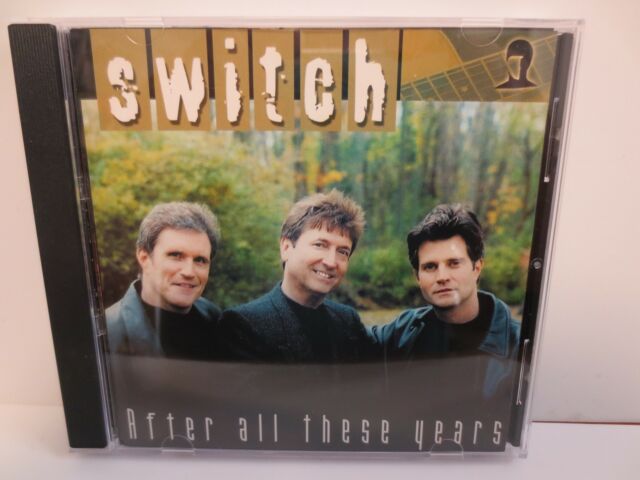 switch
After all these years